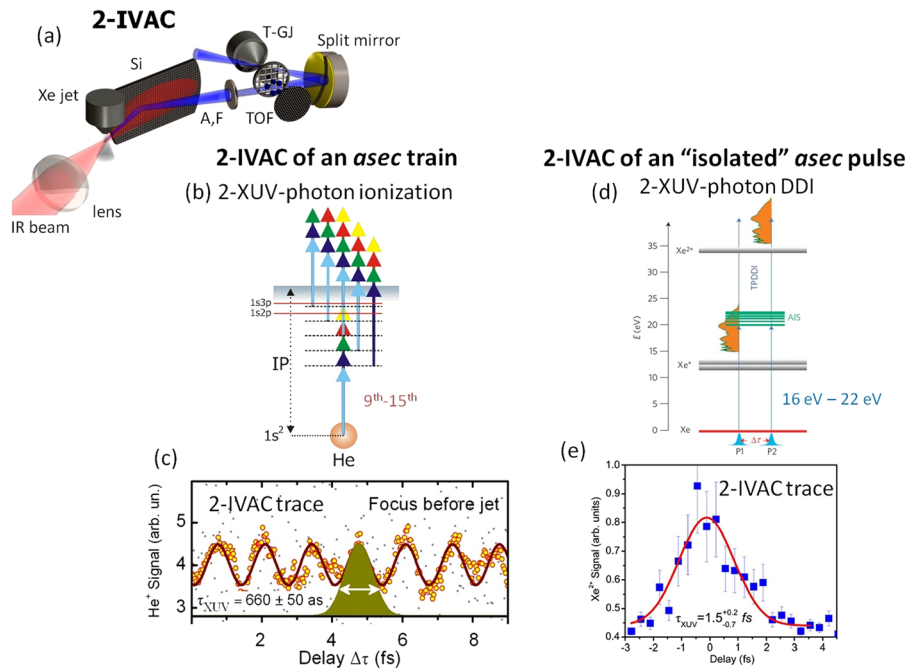 2-IVAC
(a)
T-GJ
Split mirror
Si
Xe jet
A,F
TOF
lens
IR beam
2-IVAC of an asec train
2-IVAC of an “isolated” asec pulse
(b)
2-XUV-photon ionization
1s3p
1s2p
IP
9th-15th
1s2
He
(d)
2-XUV-photon DDI
35
30
25
20
15
10
5
0
E (eV)
Xe2+
Xe+
Xe
TPDDI
AIS
16 eV – 22 eV
Δτ
P1
P2
(c)
2-IVAC trace
Focus before jet
He+ Signal (arb. un.)
5
4
3
τXUV = 660 ± 50 as
2
4
6
8
Delay Δτ (fs)
(e)
2-IVAC trace
Xe2+ Signal (arb. units)
1.0
0.9
0.8
0.7
0.6
0.5
0.4
τXUV=1.5+0.2-0.7 fs
-3
-2
-1
0
1
2
3
4
Delay (fs)